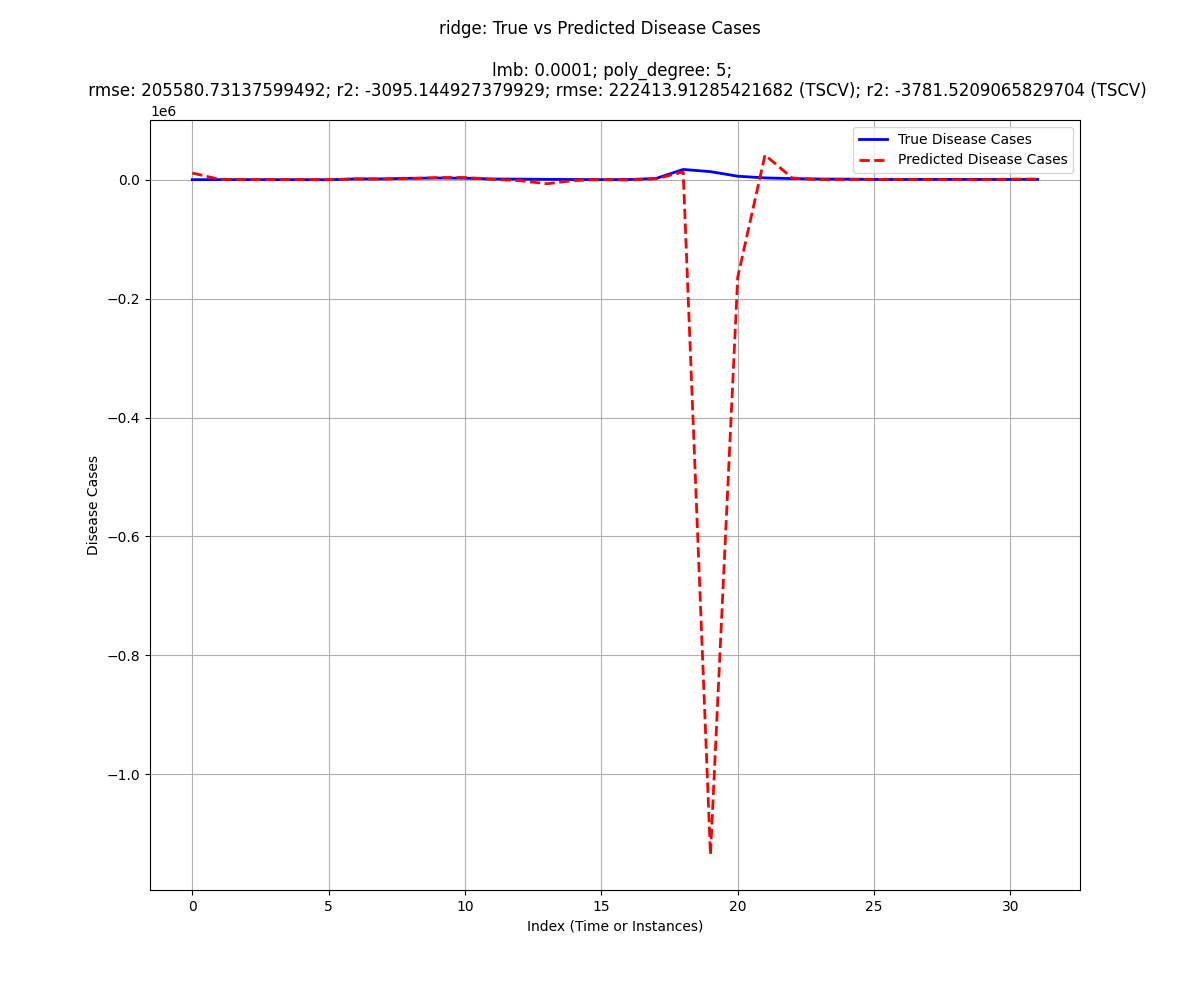 ridge: True vs Predicted Disease Cases
lmb: 0.0001; poly_degree: 5;
rmse: 205580.73137599492; r2: -3095.144927379929; rmse: 222413.91285421682 (TSCV); r2: -3781.5209065829704 (TSCV)
1e6
True Disease Cases
Predicted Disease Cases
0.0
−0.2
−0.4
−0.6
−0.8
−1.0
Disease Cases
0 5 10 15 20 25 30
Index (Time or Instances)